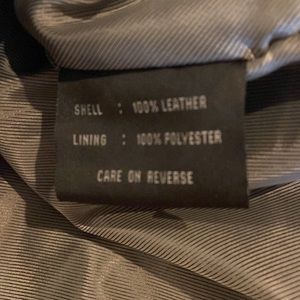 SHELL : 100% LEATHER
LINING : 100% POLYESTER
CARE ON REVERSE